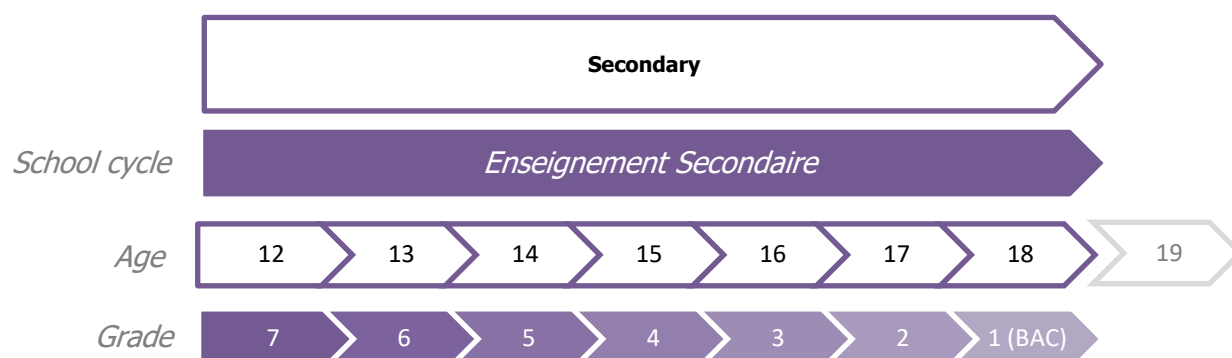 Secondary
School cycle Enseignement Secondaire
Age 12 13 14 15 16 17 18 19
Grade 7 6 5 4 3 2 1 (BAC)